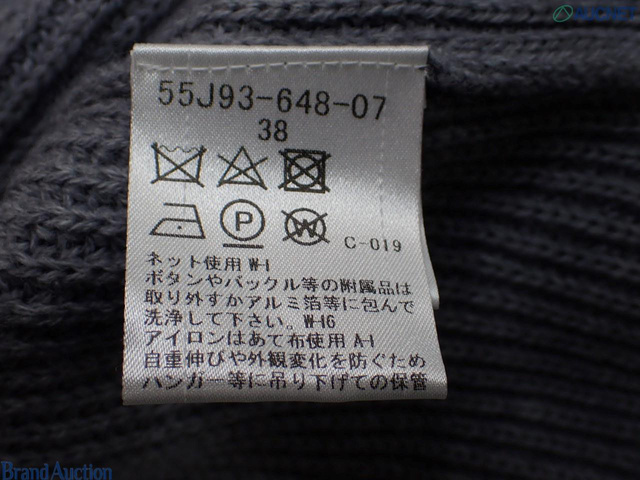 55J93-648-07
38
P
W
C-019
ネット使用 W-1
ボタンやバックル等の附属品は
取り外すかアルミ箔等に包んで
洗浄して下さい。W-16
アイロンはあて布使用 A-1
自重伸びや外観変化を防ぐため
ハンガー等に吊り下げての保管
Brand Auction